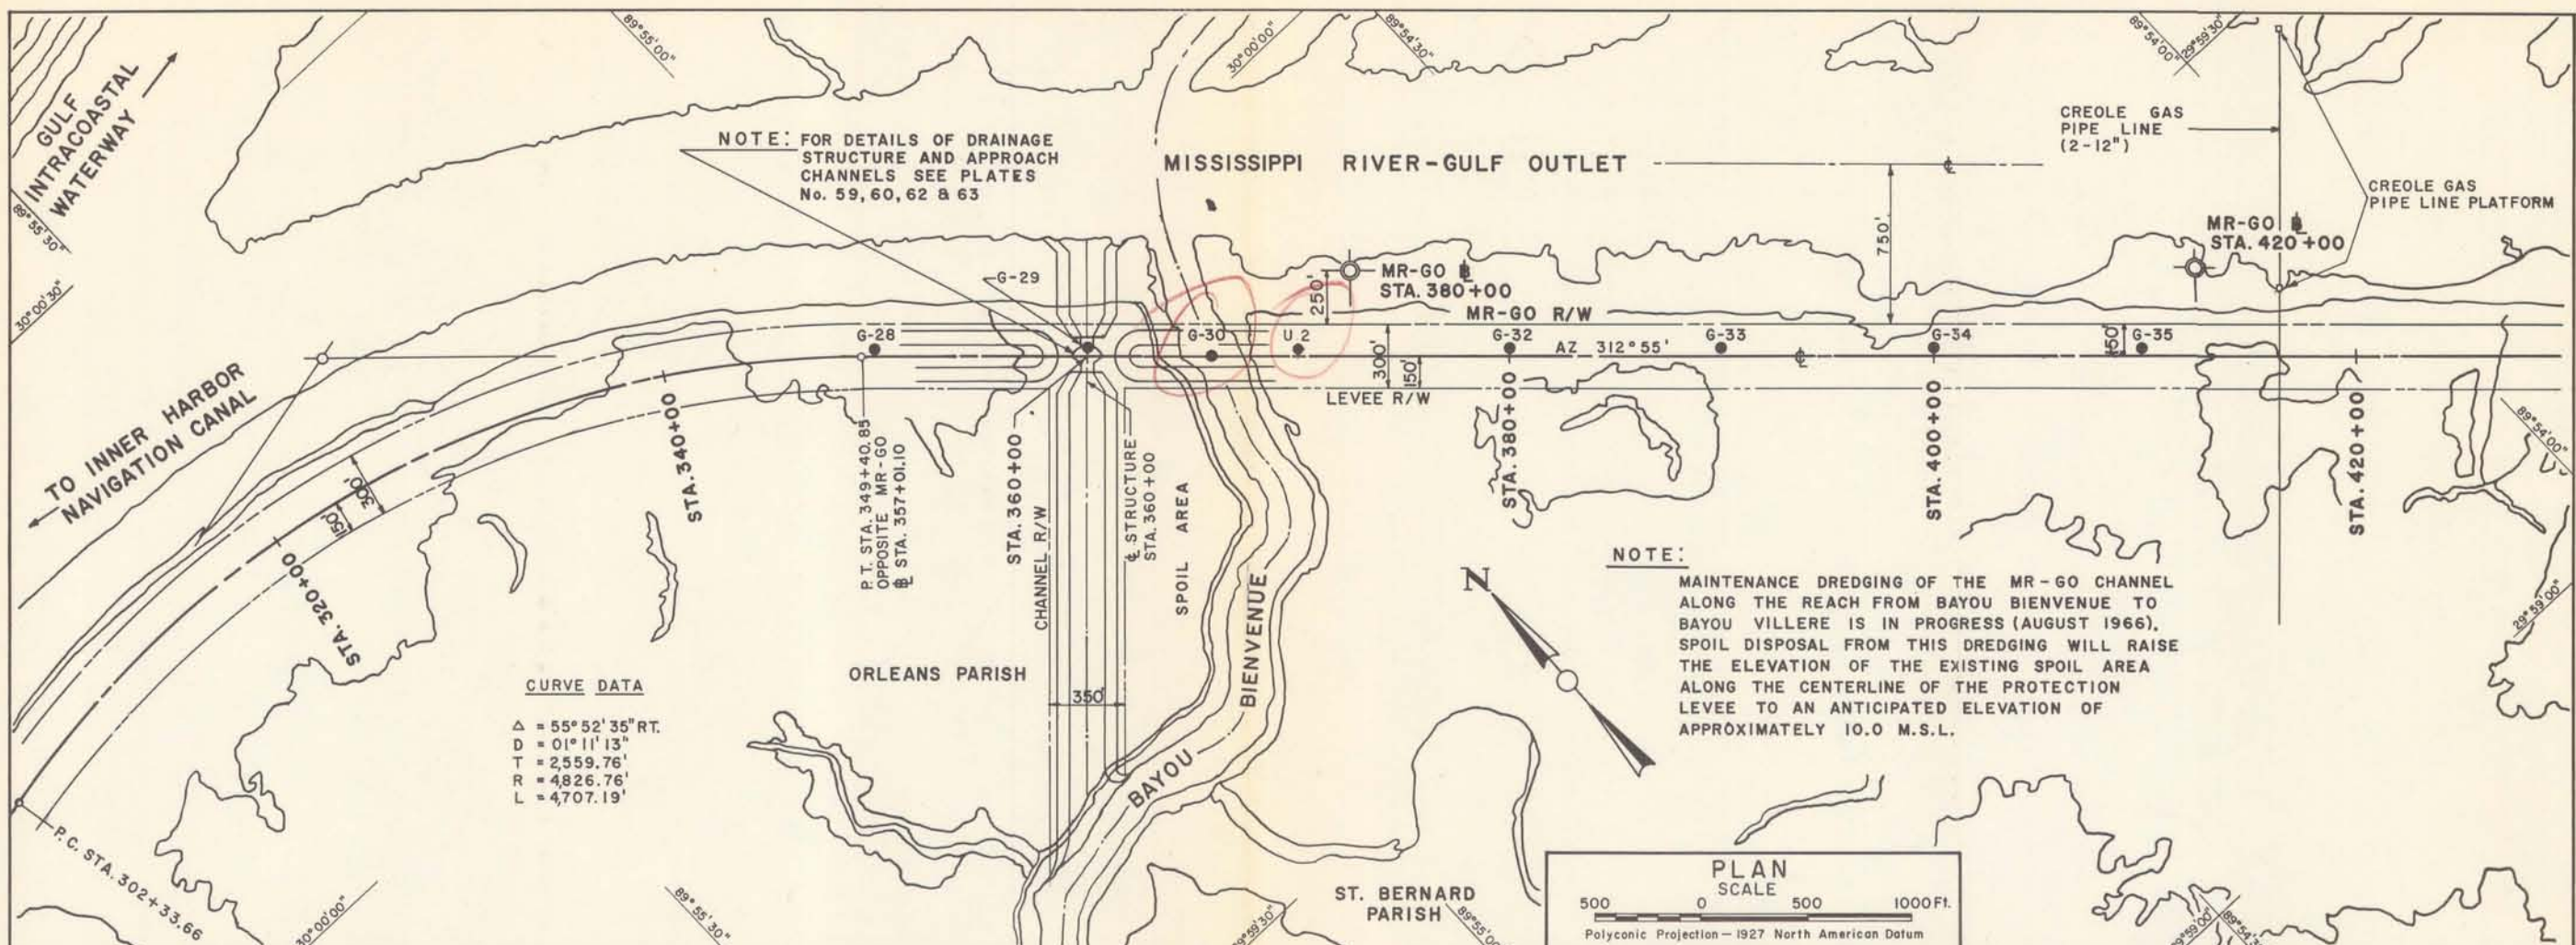 89°55'00"
30°00'00"
89°54'30"
89°54'00"
29°59'30"
GULF
INTRACOASTAL
WATERWAY
89°55'30"
30°00'30"
NOTE: FOR DETAILS OF DRAINAGE
STRUCTURE AND APPROACH
CHANNELS SEE PLATES
No. 59, 60, 62 & 63
MISSISSIPPI RIVER-GULF OUTLET
℄
CREOLE GAS
PIPE LINE
(2-12")
CREOLE GAS
PIPE LINE PLATFORM
750'
MR-GO B̲L
STA. 420+00
G-29
MR-GO B̲L
STA. 380+00
250'
MR-GO R/W
G-28
G-30
U.2
G-32
AZ 312°55'
G-33
℄
G-34
150'
G-35
300'
150'
LEVEE R/W
TO INNER HARBOR
NAVIGATION CANAL
300'
150'
STA. 320+00
STA. 340+00
P.T. STA. 349+40.85
OPPOSITE MR-GO
B̲L STA. 357+01.10
STA. 360+00
CHANNEL R/W
℄ STRUCTURE
STA. 360+00
SPOIL AREA
BAYOU BIENVENUE
STA. 380+00
STA. 400+00
STA. 420+00
89°54'00"
29°59'00"
N
NOTE:
MAINTENANCE DREDGING OF THE MR-GO CHANNEL
ALONG THE REACH FROM BAYOU BIENVENUE TO
BAYOU VILLERE IS IN PROGRESS (AUGUST 1966).
SPOIL DISPOSAL FROM THIS DREDGING WILL RAISE
THE ELEVATION OF THE EXISTING SPOIL AREA
ALONG THE CENTERLINE OF THE PROTECTION
LEVEE TO AN ANTICIPATED ELEVATION OF
APPROXIMATELY 10.0 M.S.L.
ORLEANS PARISH
350'
CURVE DATA
Δ = 55°52'35" RT.
D = 01°11'13"
T = 2,559.76'
R = 4,826.76'
L = 4,707.19'
P.C. STA. 302+33.66
30°00'00"
89°55'30"
ST. BERNARD
PARISH
PLAN
SCALE
500 0 500 1000 Ft.
Polyconic Projection — 1927 North American Datum